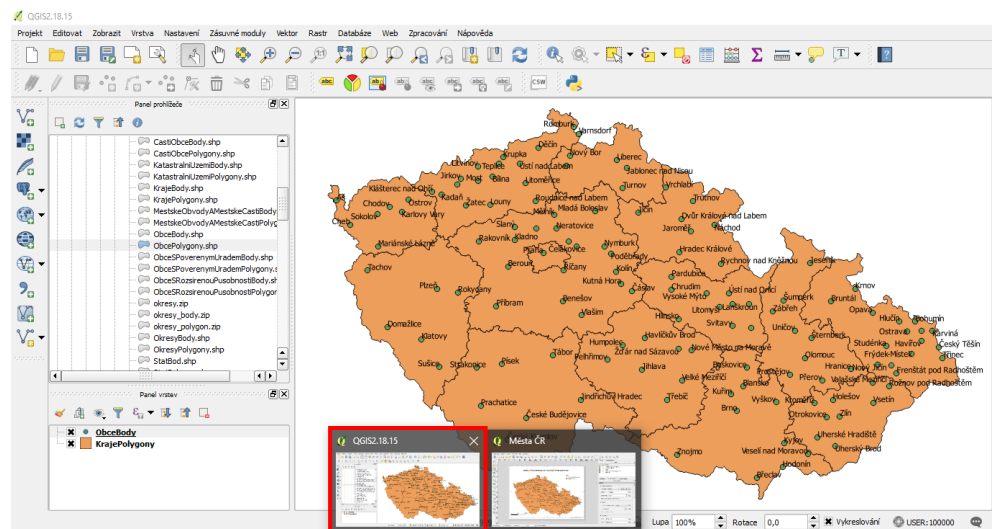 QGIS2.18.15
Projekt Editovat Zobrazit Vrstva Nastavení Zásuvné moduly Vektor Rastr Databáze Web Zpracování Nápověda
Panel prohlížeče
CastiObceBody.shp
CastiObcePolygony.shp
KatastralniUzemiBody.shp
KatastralniUzemiPolygony.shp
KrajeBody.shp
KrajePolygony.shp
MestskeObvodyAMestskeCastiBody
MestskeObvodyAMestskeCastiPolyg
ObceBody.shp
ObcePolygony.shp
ObceSPoverenymUrademBody.shp
ObceSPoverenymUrademPolygony.s
ObceSRozsirenouPusobnostiBody.sh
ObceSRozsirenouPusobnostiPolygor
okresy.zip
okresy_body.zip
okresy_polygon.zip
OkresyBody.shp
OkresyPolygony.shp
StatBod.shp
Panel vrstev
ObceBody
KrajePolygony
Rumburk
Varnsdorf
Děčín
Krupka
Nový Bor
Liberec
Litvínov
Teplice
Ústí nad Labem
Jablonec nad Nisou
Jirkov
Most
Bílina
Litoměřice
Turnov
Vrchlabí
Klášterec nad Ohří
Kadaň
Trutnov
Aš
Chodov
Ostrov
Žatec
Louny
Roudnice nad Labem
Mělník
Mladá Boleslav
Jičín
Dvůr Králové nad Labem
Cheb
Sokolov
Karlovy Vary
Slaný
Neratovice
Jaroměř
Náchod
Mariánské Lázně
Rakovník
Kladno
Praha
Čelákovice
Nymburk
Hradec Králové
Poděbrady
Rychnov nad Kněžnou
Jeseník
Tachov
Beroun
Říčany
Kolín
Pardubice
Plzeň
Rokycany
Kutná Hora
Čáslav
Chrudim
Vysoké Mýto
Ústí nad Orlicí
Šumperk
Bruntál
Krnov
Příbram
Benešov
Vlašim
Hlinsko
Litomyšl
Lanškroun
Zábřeh
Opava
Hlučín
Bohumín
Domažlice
Svitavy
Uničov
Šternberk
Ostrava
Karviná
Klatovy
Humpolec
Havlíčkův Brod
Studénka
Havířov
Český Těšín
Sušice
Strakonice
Písek
Tábor
Pelhřimov
Žďár nad Sázavou
Nové Město na Moravě
Olomouc
Frýdek-Místek
Třinec
Jihlava
Boskovice
Prostějov
Hranice
Nový Jičín
Frenštát pod Radhoštěm
Velké Meziříčí
Blansko
Přerov
Valašské Meziříčí
Rožnov pod Radhoštěm
Prachatice
Jindřichův Hradec
Třebíč
Kuřim
Vyškov
Kroměříž
Holešov
Vsetín
České Budějovice
Brno
Otrokovice
Zlín
Kyjov
Uherské Hradiště
Znojmo
Veselí nad Moravou
Uherský Brod
Hodonín
Břeclav
QGIS2.18.15
Města ČR
Lupa 100% Rotace 0,0 Vykreslování USER:100000